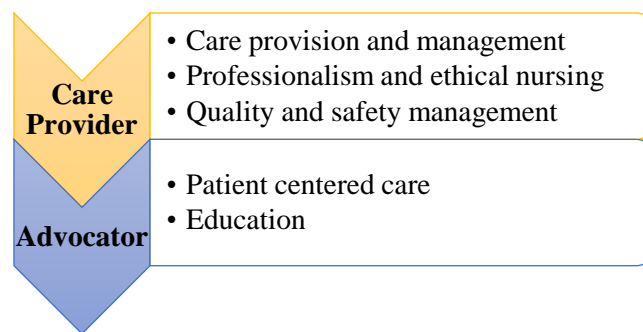 Care
Provider
• Care provision and management
• Professionalism and ethical nursing
• Quality and safety management
Advocator
• Patient centered care
• Education